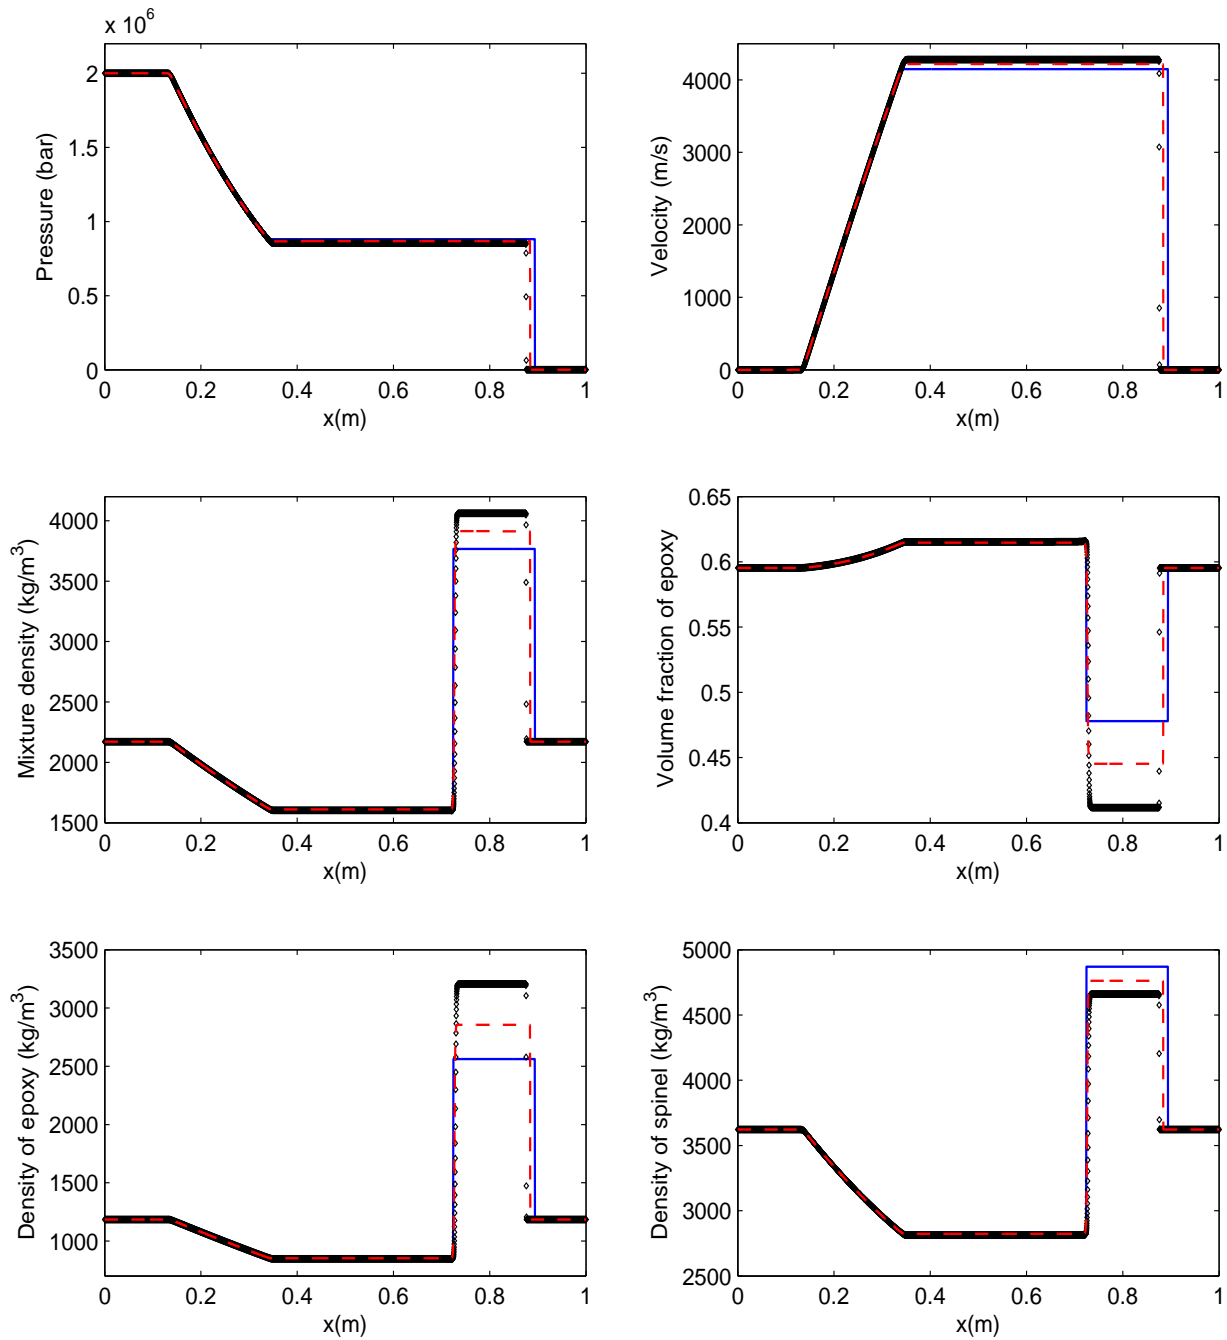 x 10^6
2
1.5
1
0.5
0
Pressure (bar)
0 0.2 0.4 0.6 0.8 1
x(m)
4000
3000
2000
1000
0
Velocity (m/s)
0 0.2 0.4 0.6 0.8 1
x(m)
4000
3500
3000
2500
2000
1500
Mixture density (kg/m^3)
0 0.2 0.4 0.6 0.8 1
x(m)
0.65
0.6
0.55
0.5
0.45
0.4
Volume fraction of epoxy
0 0.2 0.4 0.6 0.8 1
x(m)
3500
3000
2500
2000
1500
1000
Density of epoxy (kg/m^3)
0 0.2 0.4 0.6 0.8 1
x(m)
5000
4500
4000
3500
3000
2500
Density of spinel (kg/m^3)
0 0.2 0.4 0.6 0.8 1
x(m)